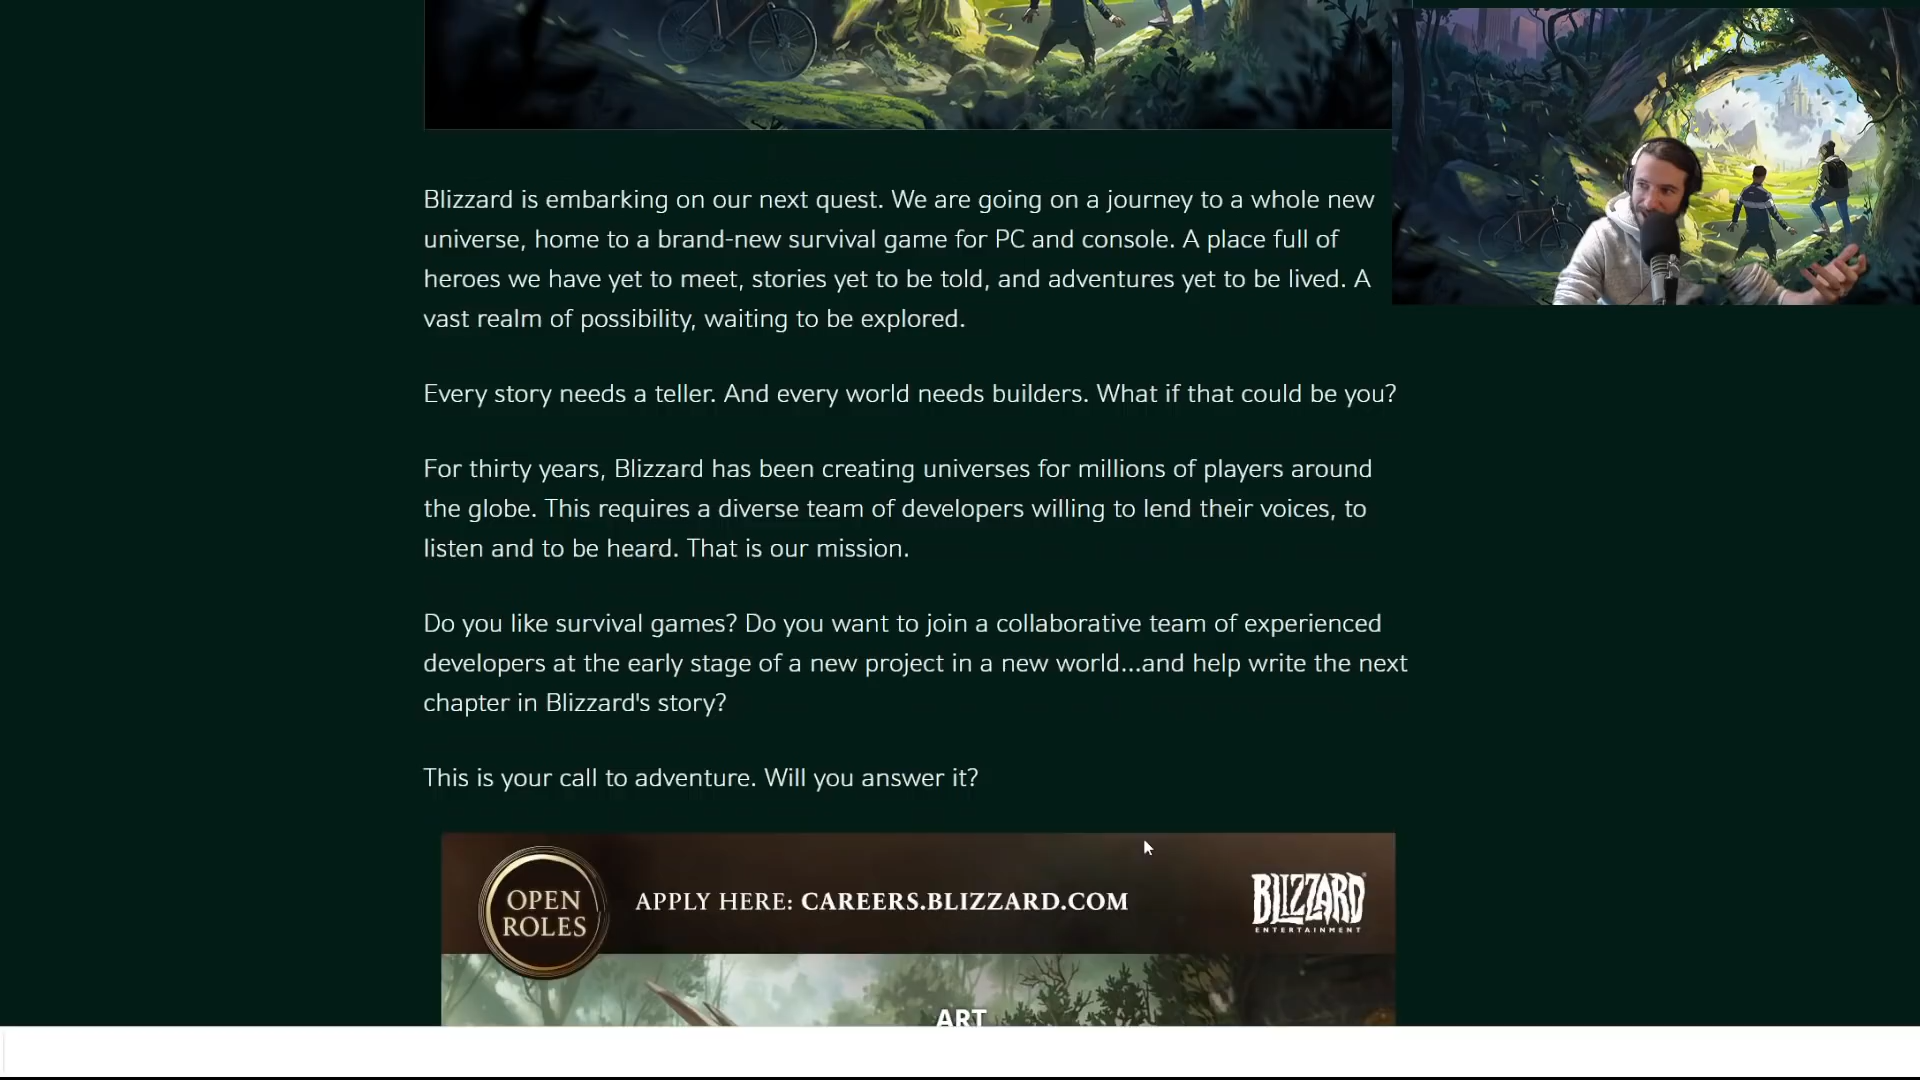 Blizzard is embarking on our next quest. We are going on a journey to a whole new
universe, home to a brand-new survival game for PC and console. A place full of
heroes we have yet to meet, stories yet to be told, and adventures yet to be lived. A
vast realm of possibility, waiting to be explored.
Every story needs a teller. And every world needs builders. What if that could be you?
For thirty years, Blizzard has been creating universes for millions of players around
the globe. This requires a diverse team of developers willing to lend their voices, to
listen and to be heard. That is our mission.
Do you like survival games? Do you want to join a collaborative team of experienced
developers at the early stage of a new project in a new world...and help write the next
chapter in Blizzard's story?
This is your call to adventure. Will you answer it?
OPEN
ROLES
APPLY HERE: CAREERS.BLIZZARD.COM
BLIZZARD
ENTERTAINMENT
ART